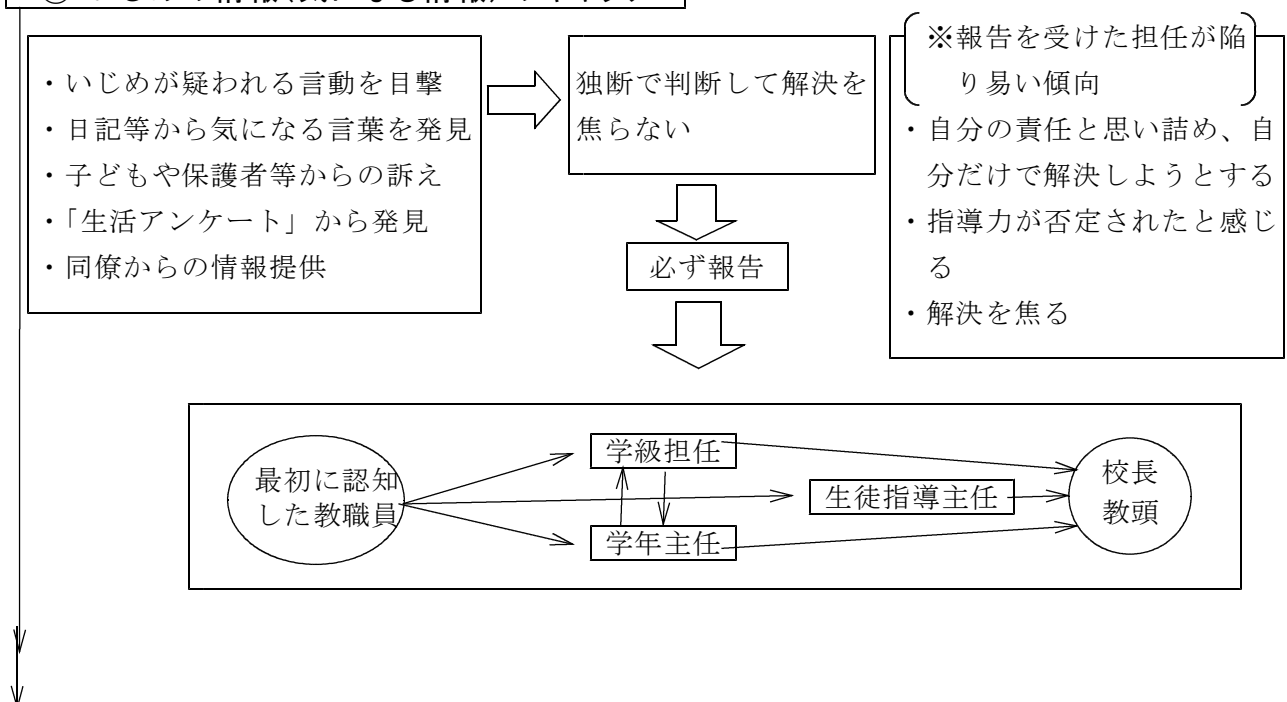 ・いじめが疑われる言動を目撃
・日記等から気になる言葉を発見
・子どもや保護者等からの訴え
・「生活アンケート」から発見
・同僚からの情報提供
独断で判断して解決を
焦らない
必ず報告
※報告を受けた担任が陥
り易い傾向
・自分の責任と思い詰め、自
分だけで解決しようとする
・指導力が否定されたと感じ
る
・解決を焦る
最初に認知
した教職員
学級担任
学年主任
生徒指導主任
校長
教頭